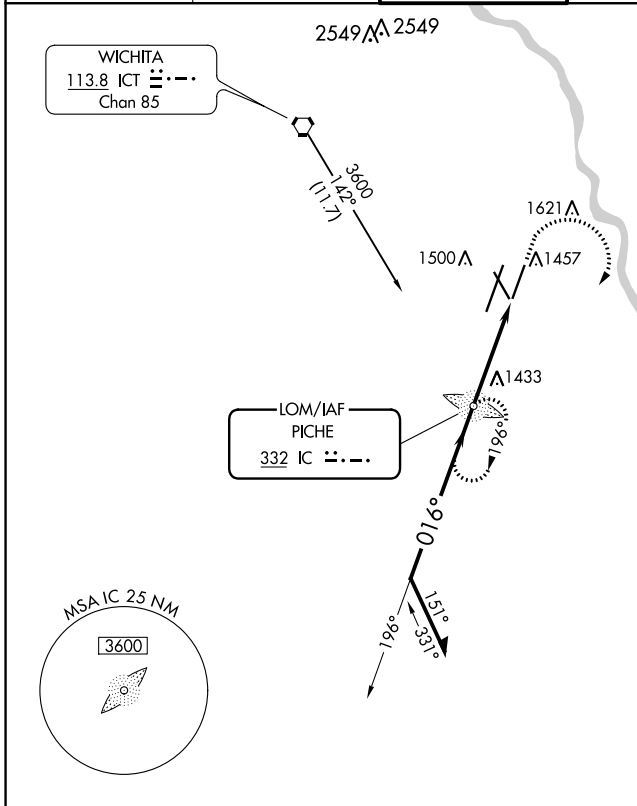 2549 2549
WICHITA
113.8 ICT
Chan 85
3600
142°
(11.7)
1621
1500
1457
1433
LOM/IAF
PICHE
332 IC
196°
016°
151°
331°
196°
MSA IC 25 NM
3600